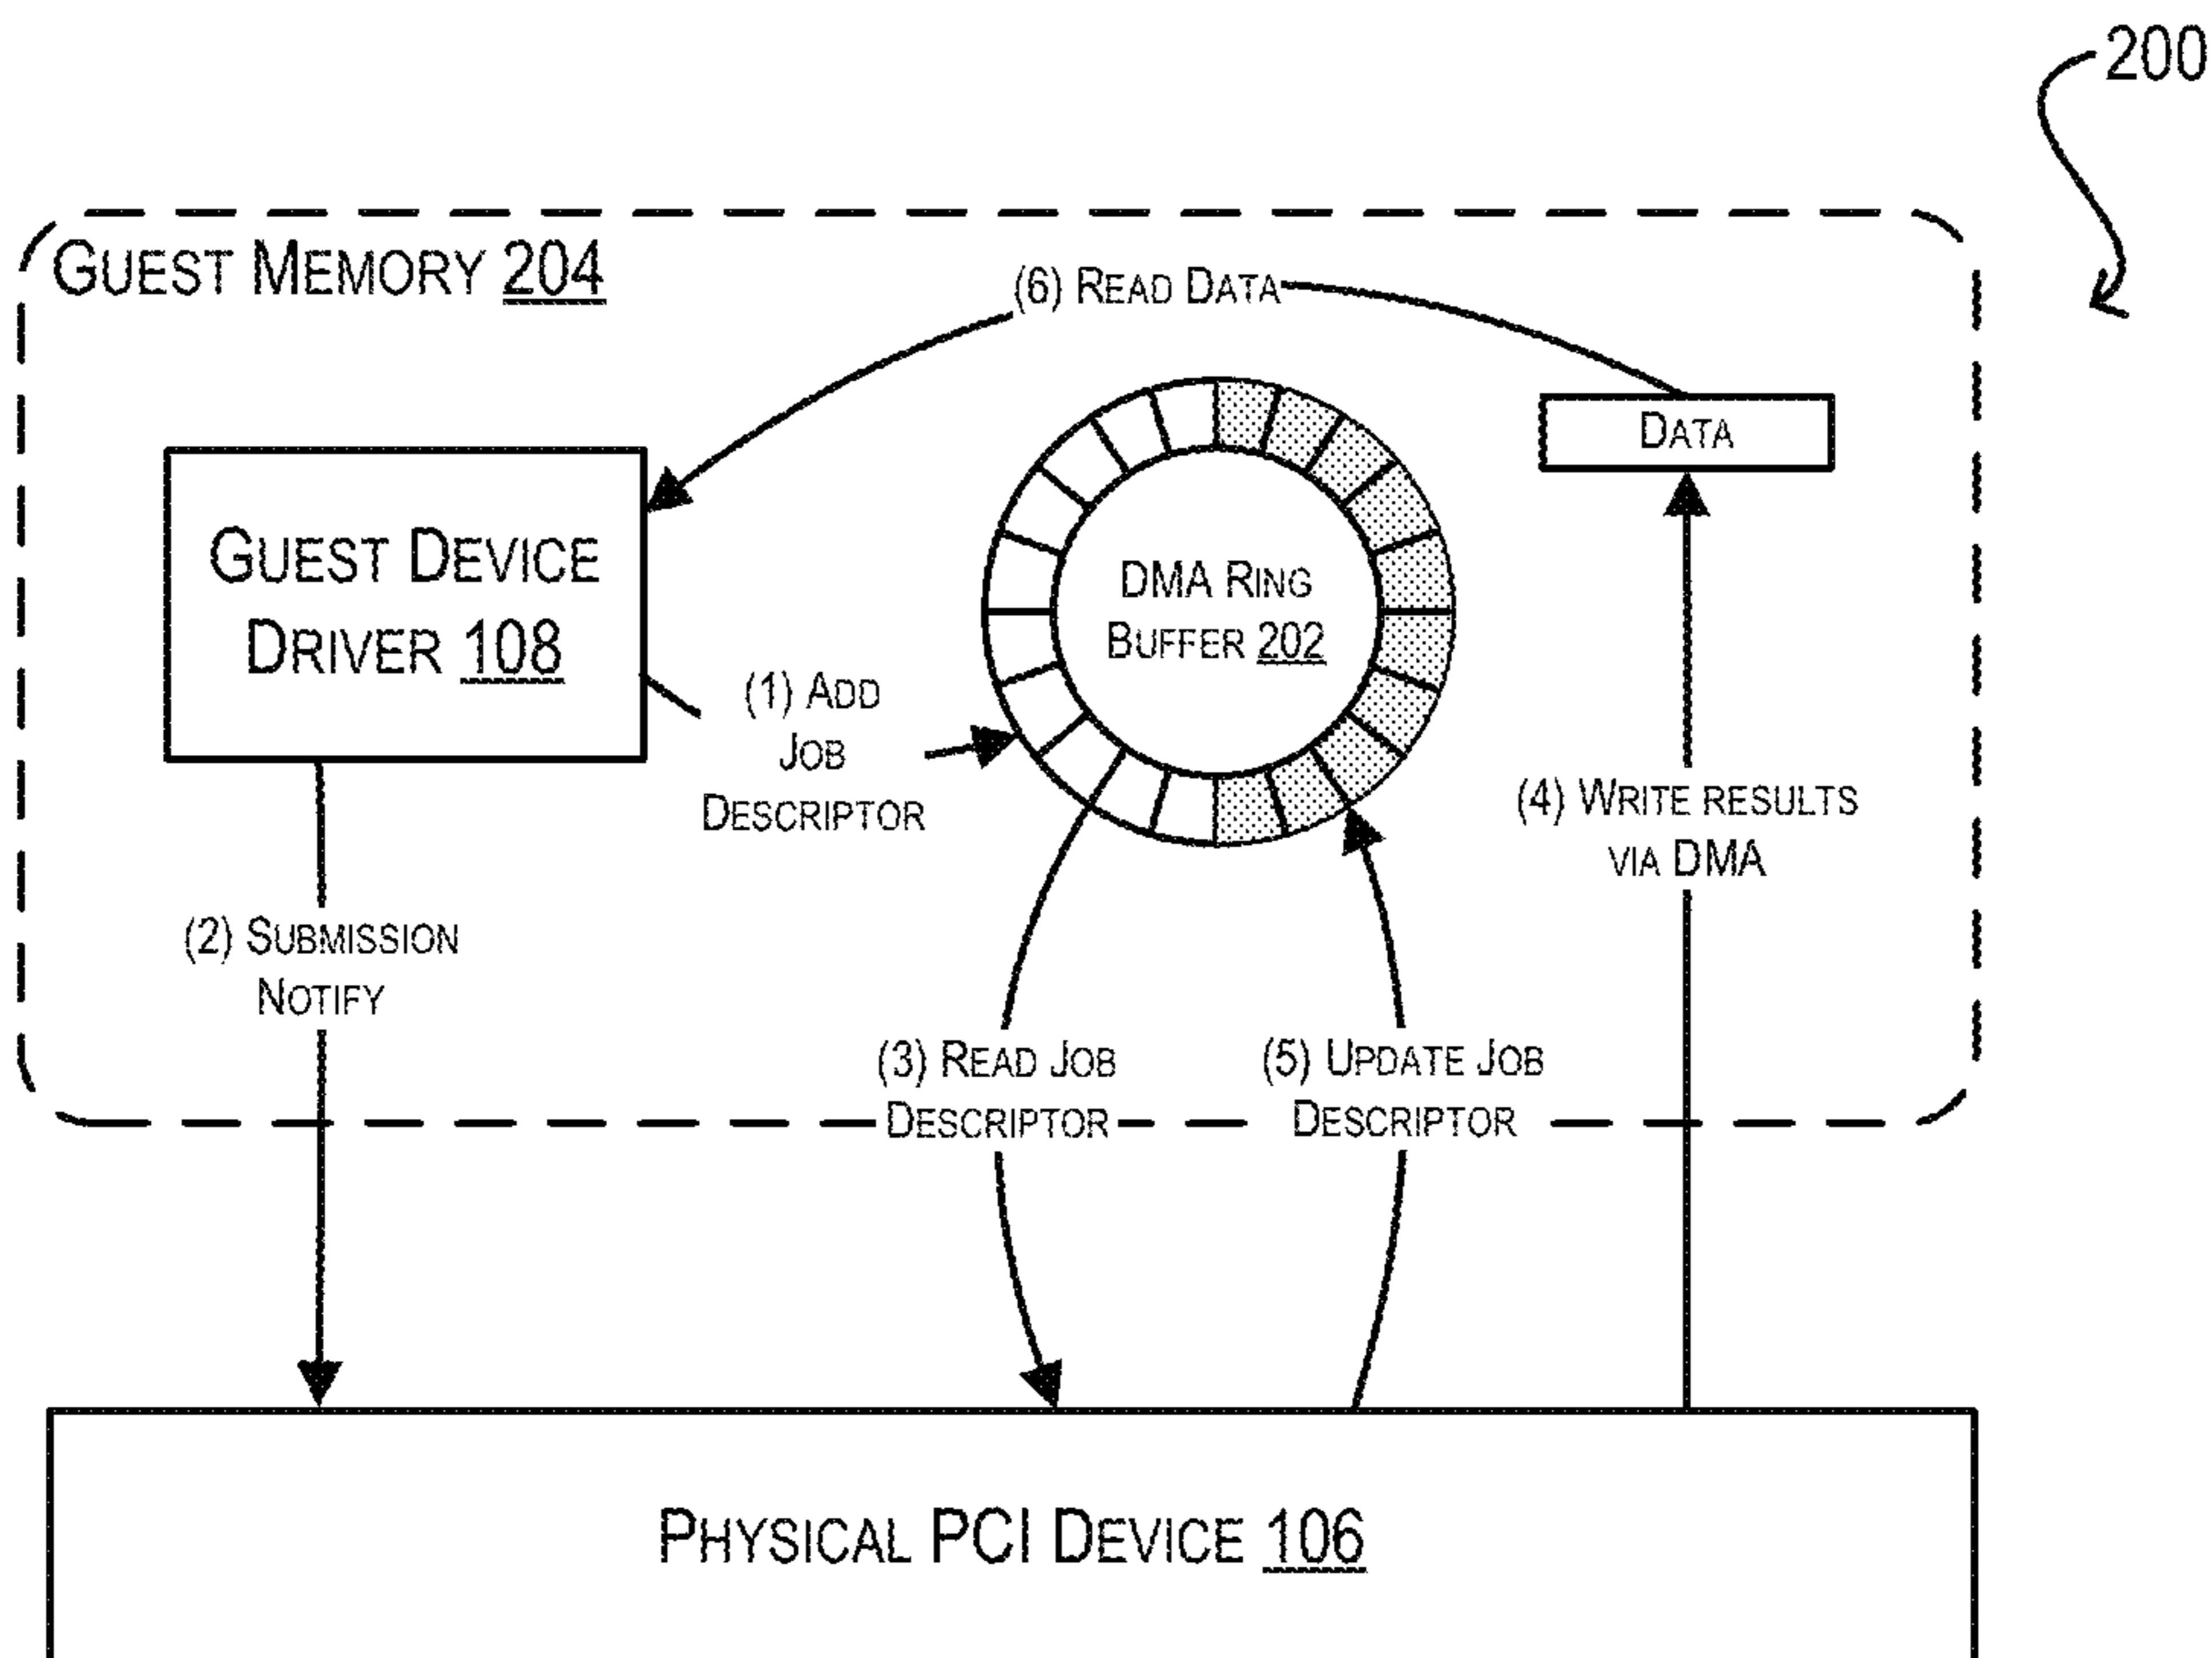 200
GUEST MEMORY 204
(6) READ DATA
DATA
GUEST DEVICE
DRIVER 108
DMA RING
BUFFER 202
(1) ADD
JOB
DESCRIPTOR
(4) WRITE RESULTS
VIA DMA
(2) SUBMISSION
NOTIFY
(3) READ JOB
DESCRIPTOR
(5) UPDATE JOB
DESCRIPTOR
PHYSICAL PCI DEVICE 106